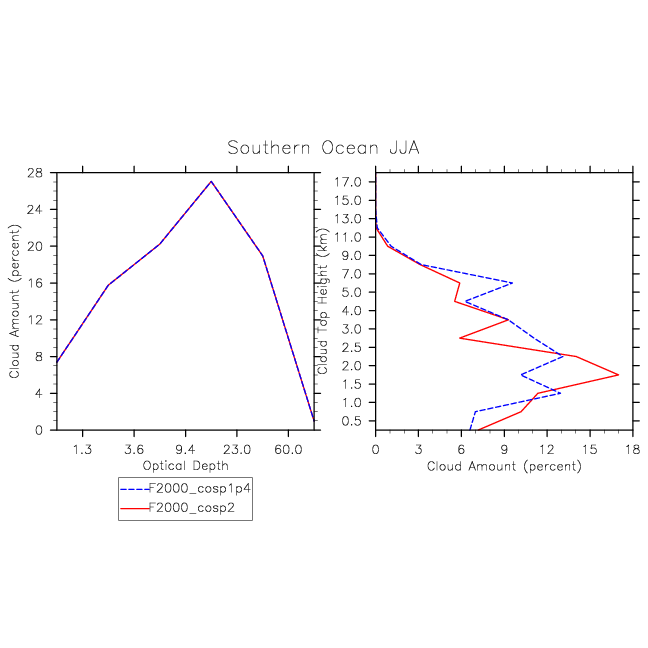 Southern Ocean JJA
Cloud Amount (percent)
28
24
20
16
12
8
4
0
1.3 3.6 9.4 23.0 60.0
Optical Depth
Cloud Top Height (km)
17.0
15.0
13.0
11.0
9.0
7.0
5.0
4.0
3.0
2.5
2.0
1.5
1.0
0.5
0 3 6 9 12 15 18
Cloud Amount (percent)
F2000_cosp1p4
F2000_cosp2